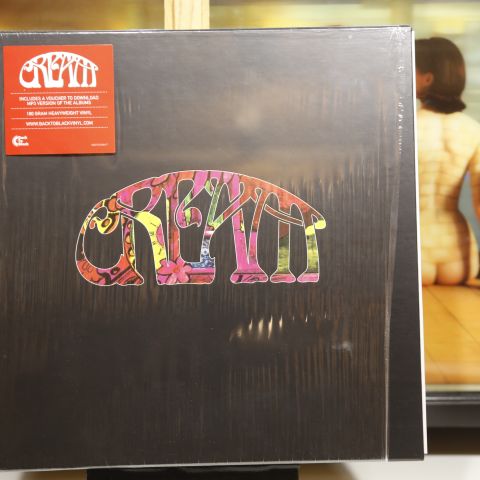 CREAM
INCLUDES A VOUCHER TO DOWNLOAD
MP3 VERSION OF THE ALBUMS
180 GRAM HEAVYWEIGHT VINYL
WWW.BACKTOBLACKVINYL.COM
CREAM